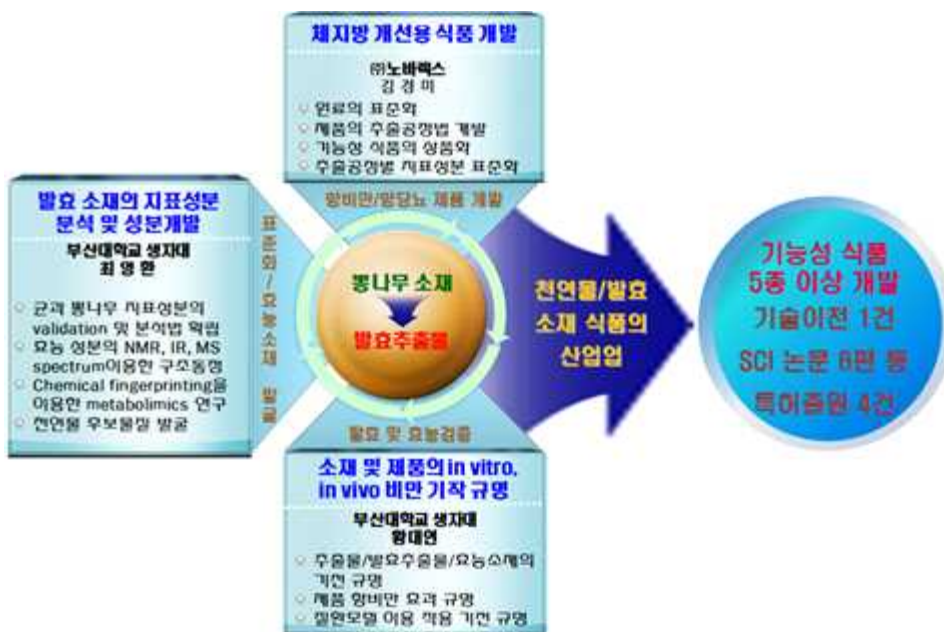 체지방 개선용 식품 개발
㈜노바렉스
김경미
원료의 표준화
제품의 추출공정법 개발
기능성 식품의 상품화
추출공정별 지표성분 표준화
항비만/항당뇨 제품 개발
발효 소재의 지표성분
분석 및 성분개발
부산대학교 생자대
최영환
균과 뽕나무 지표성분의
validation 및 분석법 확립
효능 성분의 NMR, IR, MS
spectrum이용한 구조동정
Chemical fingerprinting을
이용한 metabolimics 연구
천연물 후보물질 발굴
표준화/효능소재 발굴
뽕나무 소재
발효추출물
천연물/발효
소재 식품의
산업업
기능성 식품
5종 이상 개발
기술이전 1건
SCI 논문 6편 등
특허출원 4건
발효 및 효능검증
소재 및 제품의 in vitro,
in vivo 비만 기작 규명
부산대학교 생자대
황대연
추출물/발효추출물/효능소재의
기전 규명
제품 항비만 효과 규명
질환모델 이용 작용 기전 규명